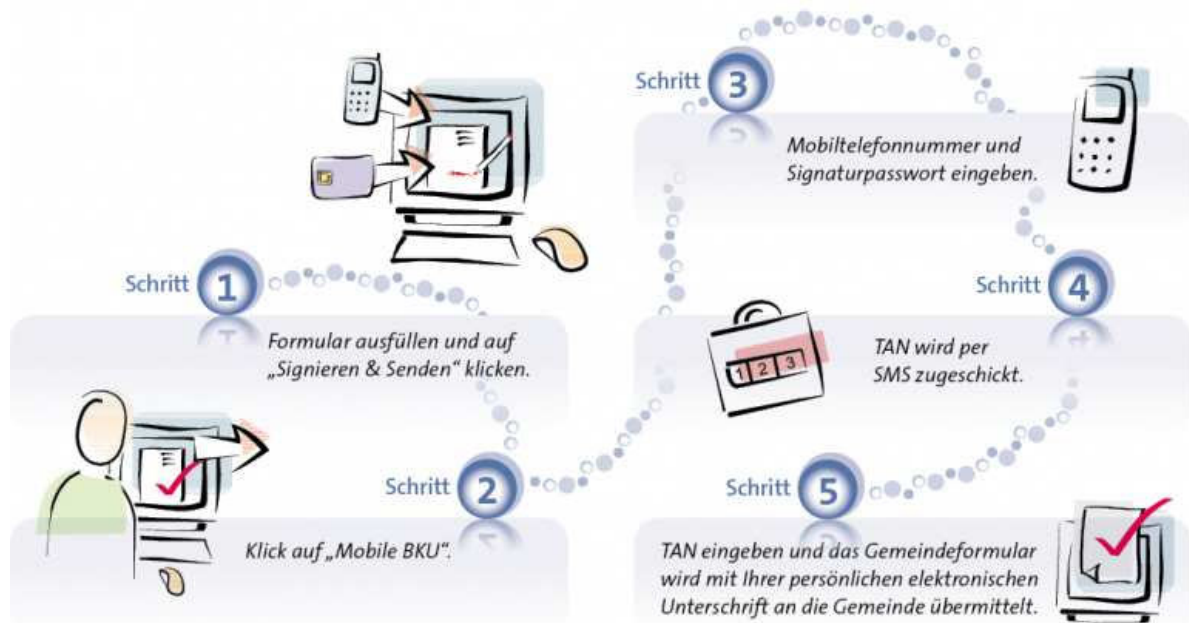 Schritt 1
Formular ausfüllen und auf
„Signieren & Senden“ klicken.
Schritt 2
Klick auf „Mobile BKU“.
Schritt 3
Mobiltelefonnummer und
Signaturpasswort eingeben.
Schritt 4
1 2 3
TAN wird per
SMS zugeschickt.
Schritt 5
TAN eingeben und das Gemeindeformular
wird mit Ihrer persönlichen elektronischen
Unterschrift an die Gemeinde übermittelt.